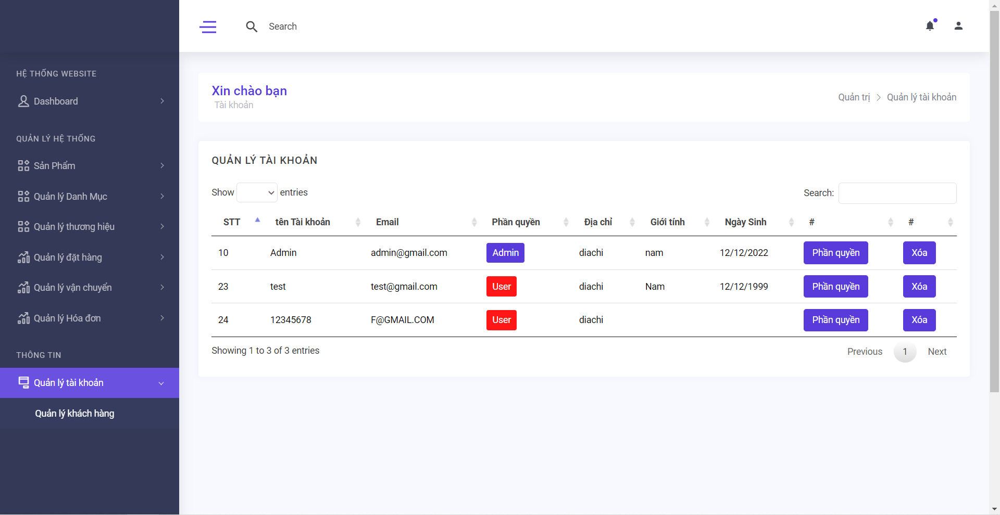 Search
HỆ THỐNG WEBSITE
Dashboard
QUẢN LÝ HỆ THỐNG
Sản Phẩm
Quản lý Danh Mục
Quản lý thương hiệu
Quản lý đặt hàng
Quản lý vận chuyển
Quản lý Hóa đơn
THÔNG TIN
Quản lý tài khoản
Quản lý khách hàng
Xin chào bạn
Tài khoản
Quản trị > Quản lý tài khoản
QUẢN LÝ TÀI KHOẢN
Show entries
Search:
STT tên Tài khoản Email Phần quyền Địa chỉ Giới tính Ngày Sinh # #
10 Admin admin@gmail.com Admin diachi nam 12/12/2022 Phần quyền Xóa
23 test test@gmail.com User diachi Nam 12/12/1999 Phần quyền Xóa
24 12345678 F@GMAIL.COM User diachi Phần quyền Xóa
Showing 1 to 3 of 3 entries
Previous 1 Next